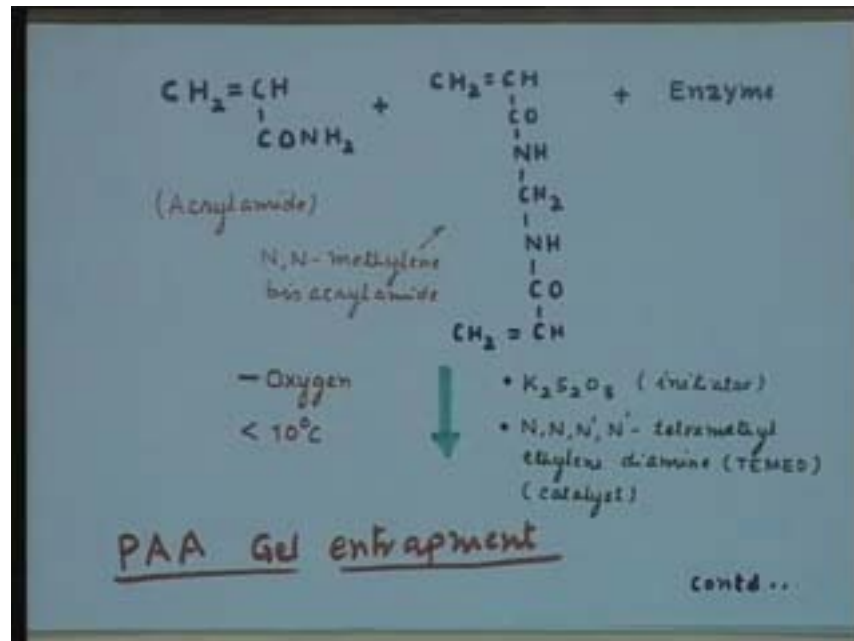 CH₂=CH + CH₂=CH + Enzyme
CONH₂
CO
NH
CH₂
NH
CO
CH₂=CH
(Acrylamide)
N,N-methylene
bis acrylamide
- Oxygen
< 10°C
• K₂S₂O₈ (initiator)
• N,N,N',N'-tetramethyl
ethylene diamine (TEMED)
(catalyst)
PAA Gel entrapment
contd..